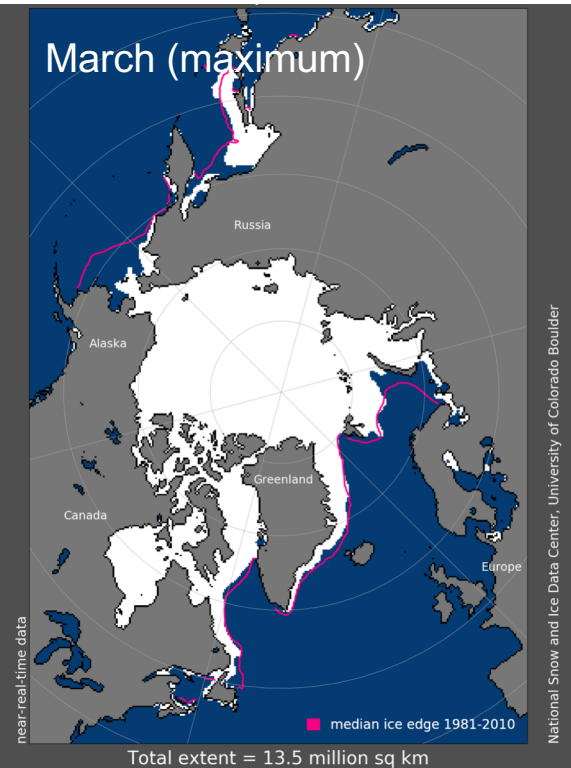 March (maximum)
Russia
Alaska
Greenland
Canada
Europe
near-real-time data
National Snow and Ice Data Center, University of Colorado Boulder
median ice edge 1981-2010
Total extent = 13.5 million sq km